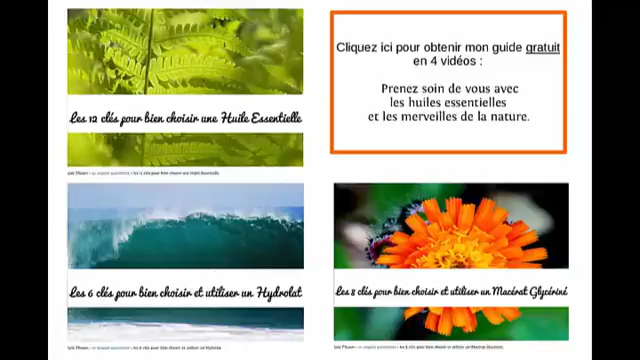 Les 12 clés pour bien choisir une Huile Essentielle
Cliquez ici pour obtenir mon guide gratuit
en 4 vidéos :
Prenez soin de vous avec
les huiles essentielles
et les merveilles de la nature.
Les 6 clés pour bien choisir et utiliser un Hydrolat
Les 8 clés pour bien choisir et utiliser un Macérat Glycériné